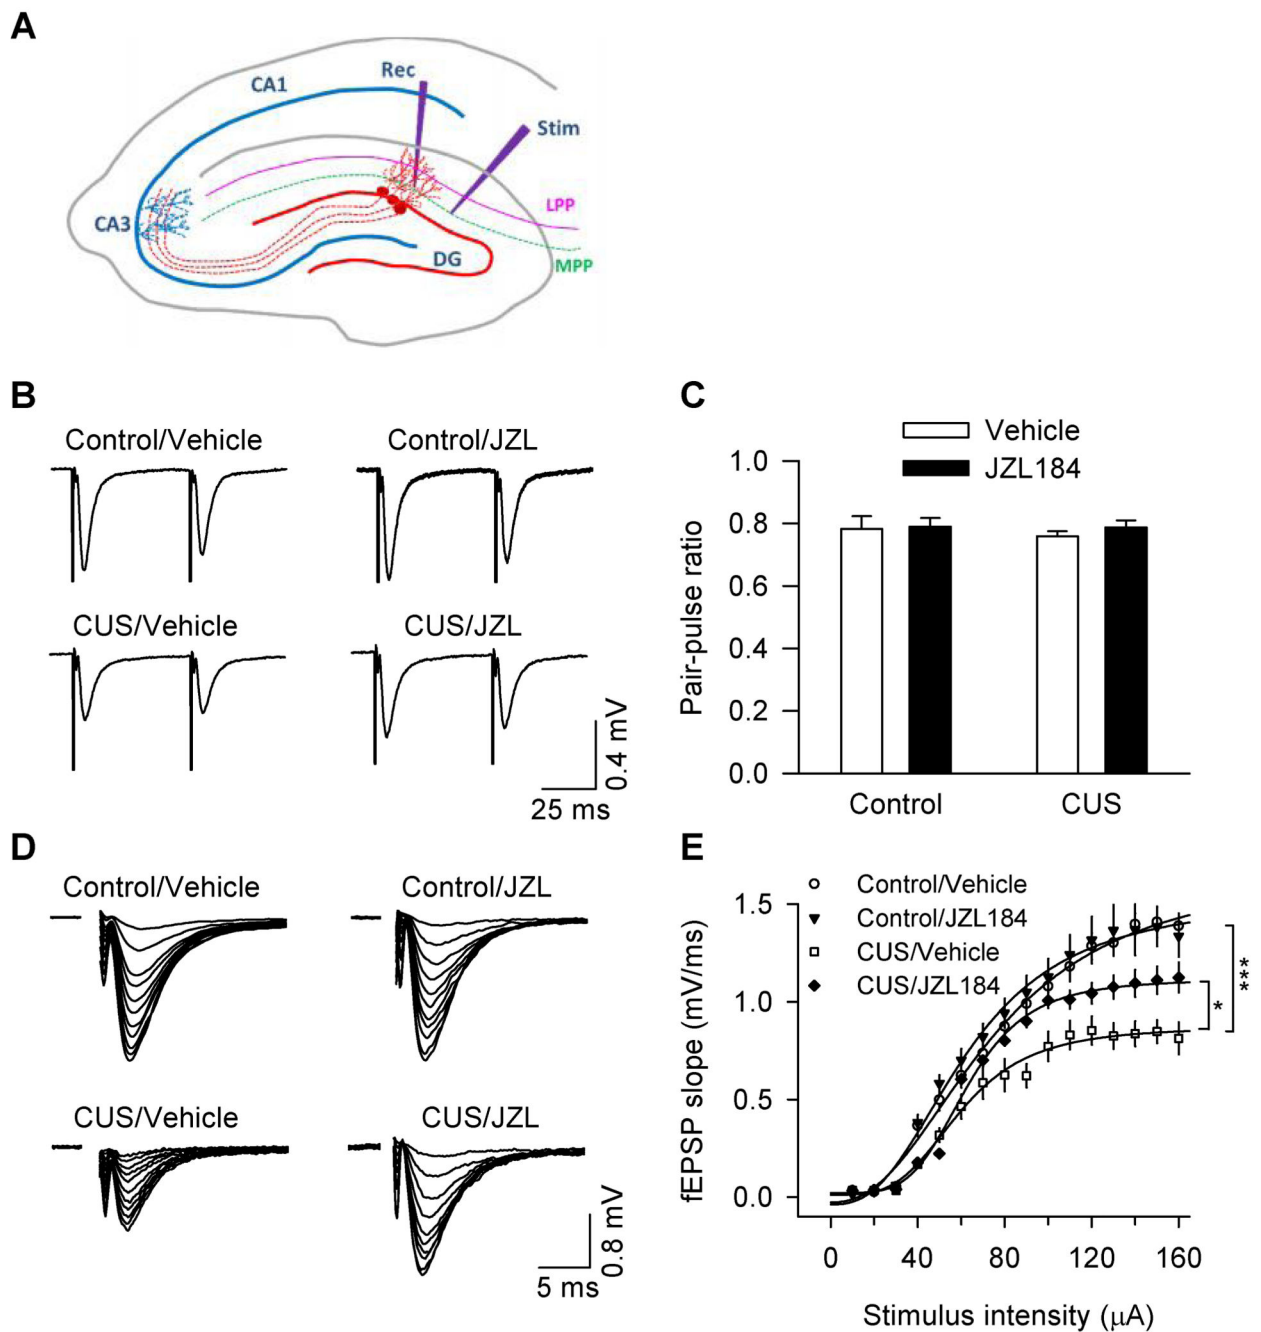 A
CA1
Rec
Stim
CA3
LPP
DG
MPP
B
Control/Vehicle
Control/JZL
CUS/Vehicle
CUS/JZL
0.4 mV
25 ms
C
Vehicle
JZL184
1.0
0.8
0.6
0.4
0.2
0.0
Pair-pulse ratio
Control
CUS
D
Control/Vehicle
Control/JZL
CUS/Vehicle
CUS/JZL
0.8 mV
5 ms
E
Control/Vehicle
Control/JZL184
CUS/Vehicle
CUS/JZL184
1.5
1.0
0.5
0.0
fEPSP slope (mV/ms)
***
*
0 40 80 120 160
Stimulus intensity (μA)